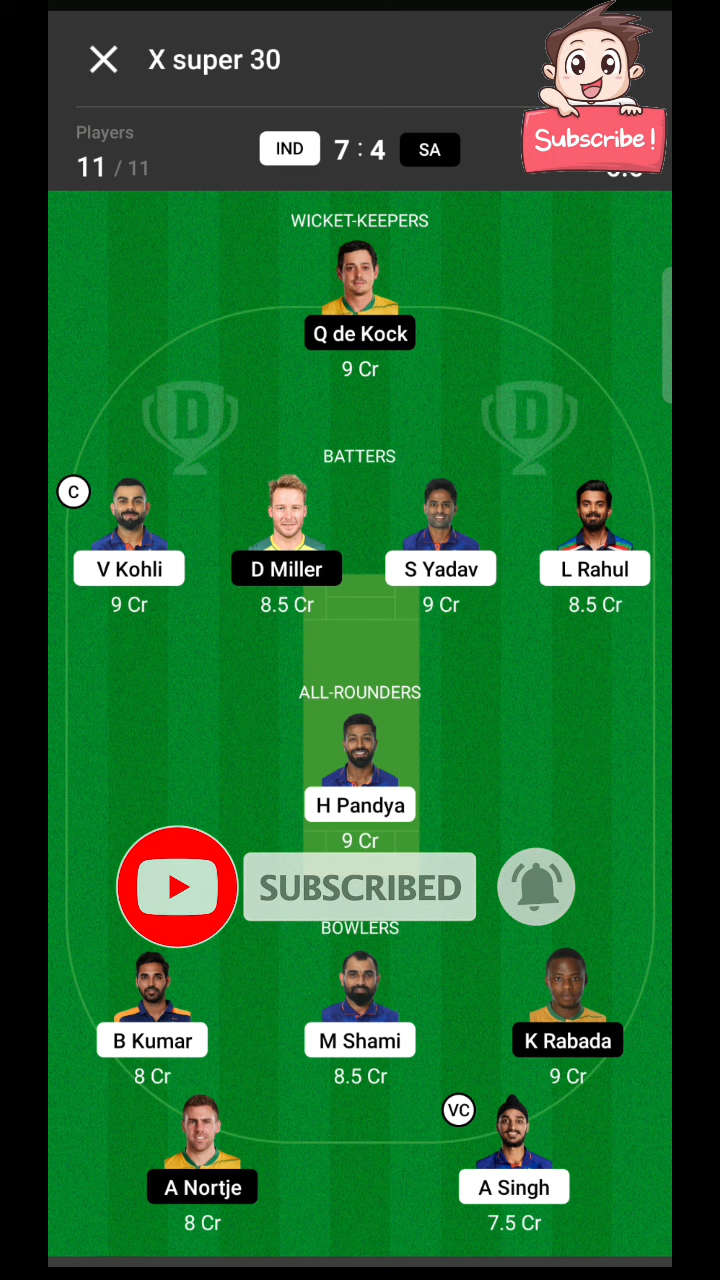 X super 30
Subscribe!
Players
11 / 11
IND 7 : 4 SA
WICKET-KEEPERS
Q de Kock
9 Cr
D D
BATTERS
C
V Kohli D Miller S Yadav L Rahul
9 Cr 8.5 Cr 9 Cr 8.5 Cr
ALL-ROUNDERS
H Pandya
9 Cr
SUBSCRIBED
BOWLERS
B Kumar M Shami K Rabada
8 Cr 8.5 Cr 9 Cr
VC
A Nortje A Singh
8 Cr 7.5 Cr